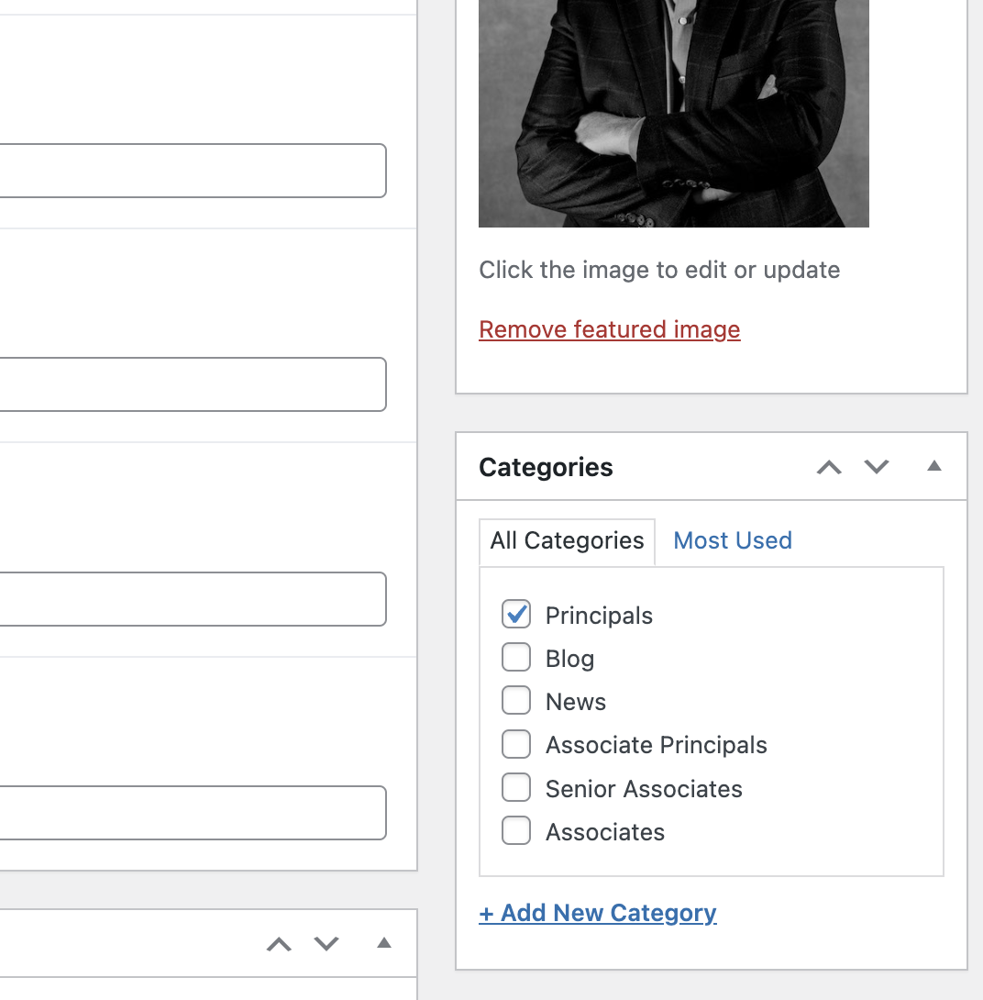 Click the image to edit or update
Remove featured image
Categories
All Categories
Most Used
Principals
Blog
News
Associate Principals
Senior Associates
Associates
+ Add New Category